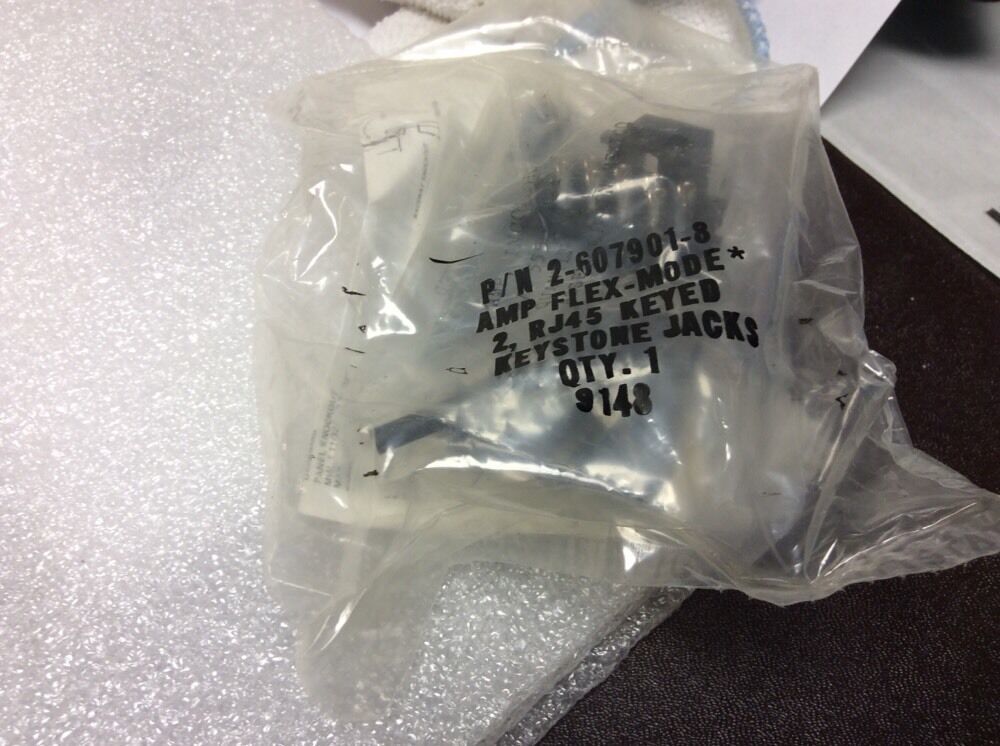 P/N 2-607901-8
AMP FLEX-MODE*
2, RJ45 KEYED
KEYSTONE JACKS
QTY. 1
9148